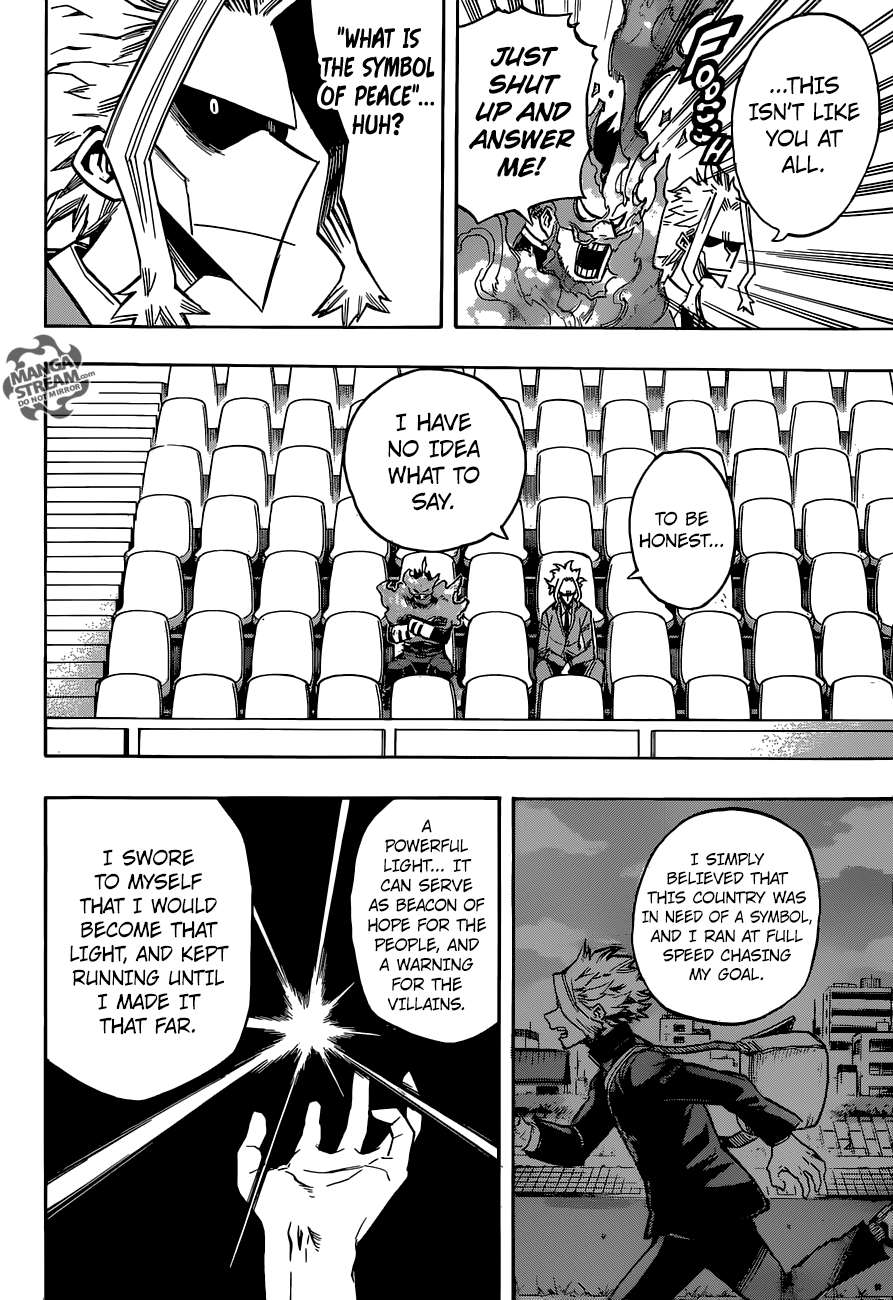 ...THIS
ISN'T LIKE
YOU AT
ALL.
FOOSSSH
JUST
SHUT
UP AND
ANSWER
ME!
"WHAT IS
THE SYMBOL
OF PEACE"...
HUH?
MANGA
STREAM.com
DO NOT MIRROR
TO BE
HONEST...
I HAVE
NO IDEA
WHAT TO
SAY.
I SIMPLY
BELIEVED THAT
THIS COUNTRY WAS
IN NEED OF A SYMBOL,
AND I RAN AT FULL
SPEED CHASING
MY GOAL.
A
POWERFUL
LIGHT... IT
CAN SERVE
AS BEACON OF
HOPE FOR THE
PEOPLE, AND
A WARNING
FOR THE
VILLAINS.
I SWORE
TO MYSELF
THAT I WOULD
BECOME THAT
LIGHT, AND KEPT
RUNNING UNTIL
I MADE IT
THAT FAR.